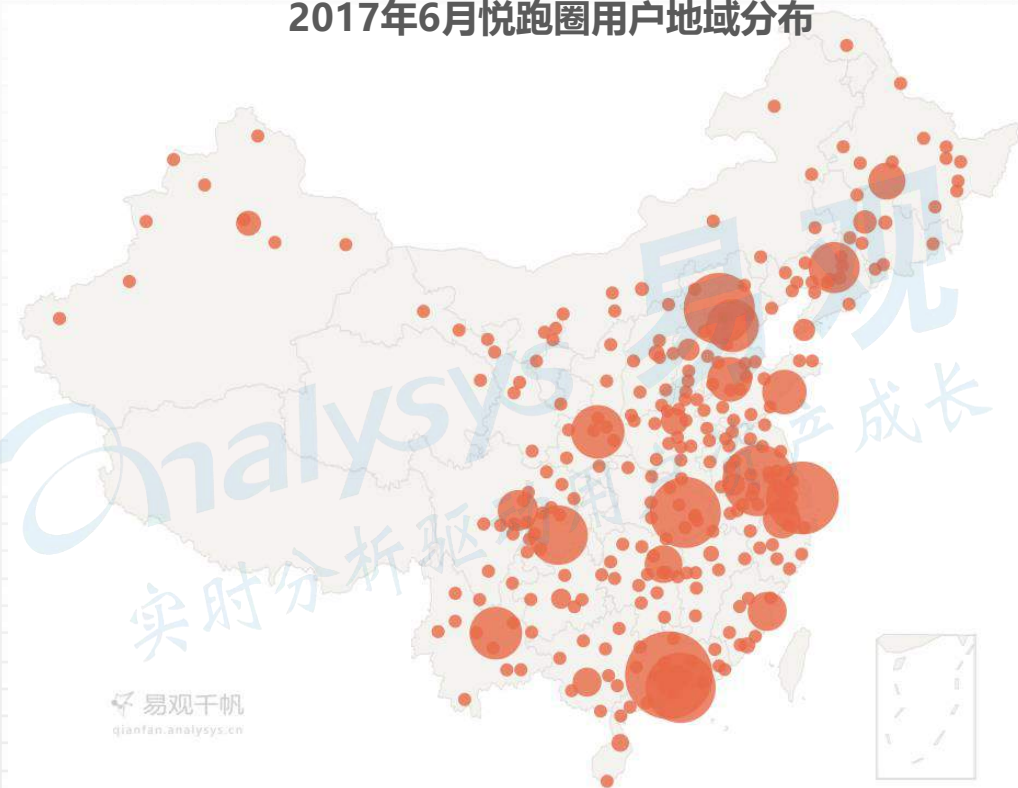 2017年6月悦跑圈用户地域分布
analysys 易观
实时分析驱动用户资产成长
易观千帆
qianfan.analysys.cn